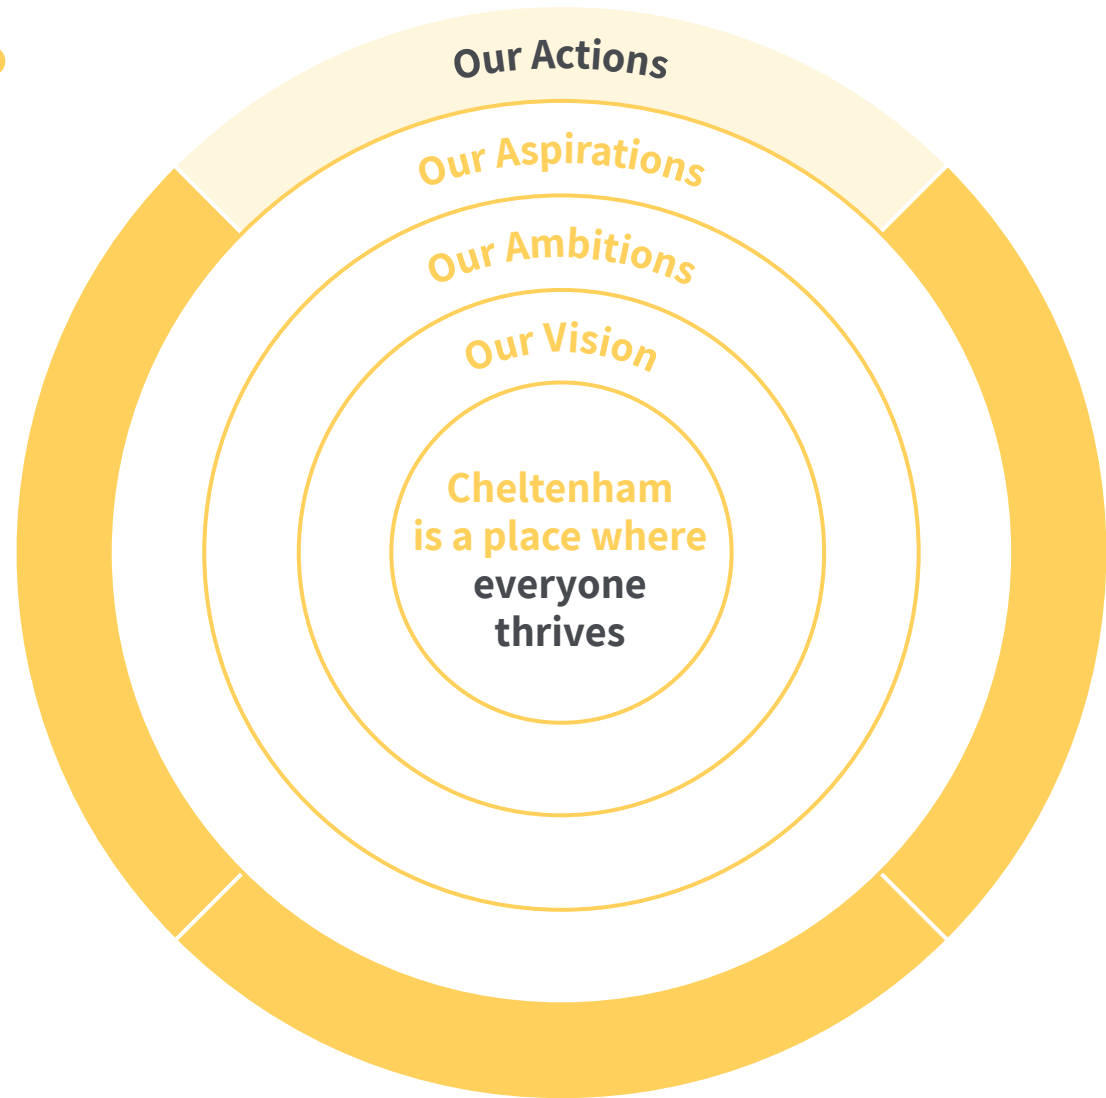 Our Actions
Our Aspirations
Our Ambitions
Our Vision
Cheltenham
is a place where
everyone
thrives